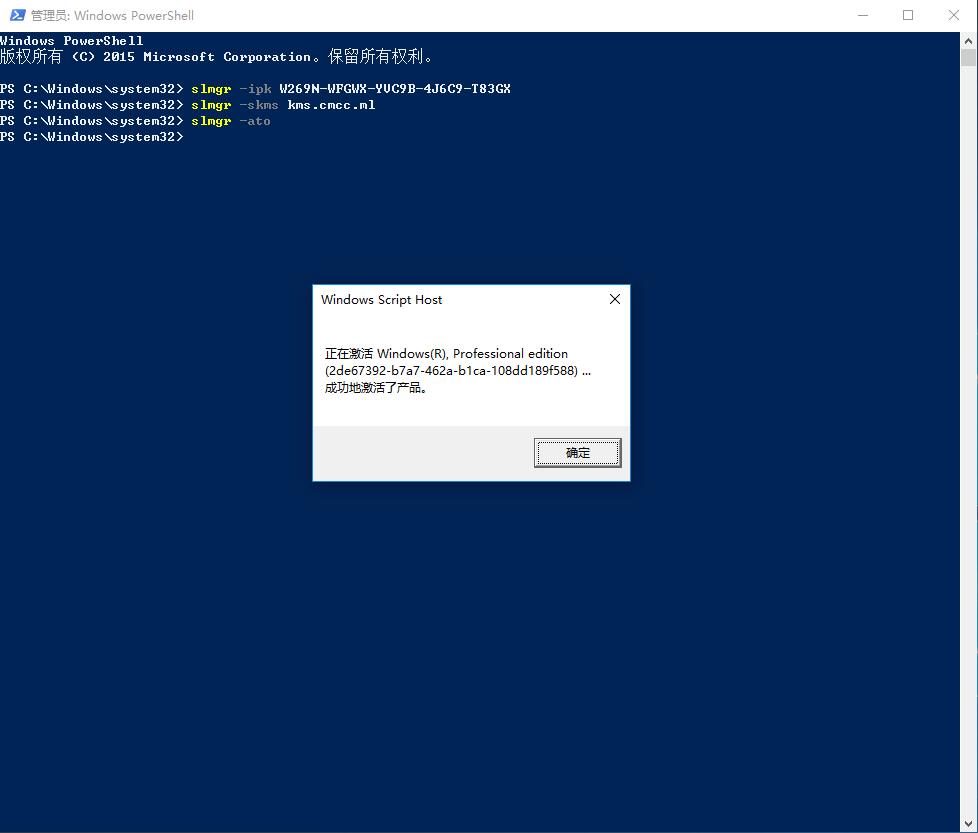 管理员: Windows PowerShell
Windows PowerShell
版权所有 (C) 2015 Microsoft Corporation。保留所有权利。
PS C:\Windows\system32> slmgr -ipk W269N-WFGWX-YVC9B-4J6C9-T83GX
PS C:\Windows\system32> slmgr -skms kms.cmcc.ml
PS C:\Windows\system32> slmgr -ato
PS C:\Windows\system32>
Windows Script Host
正在激活 Windows(R), Professional edition
(2de67392-b7a7-462a-b1ca-108dd189f588) ...
成功地激活了产品。
确定